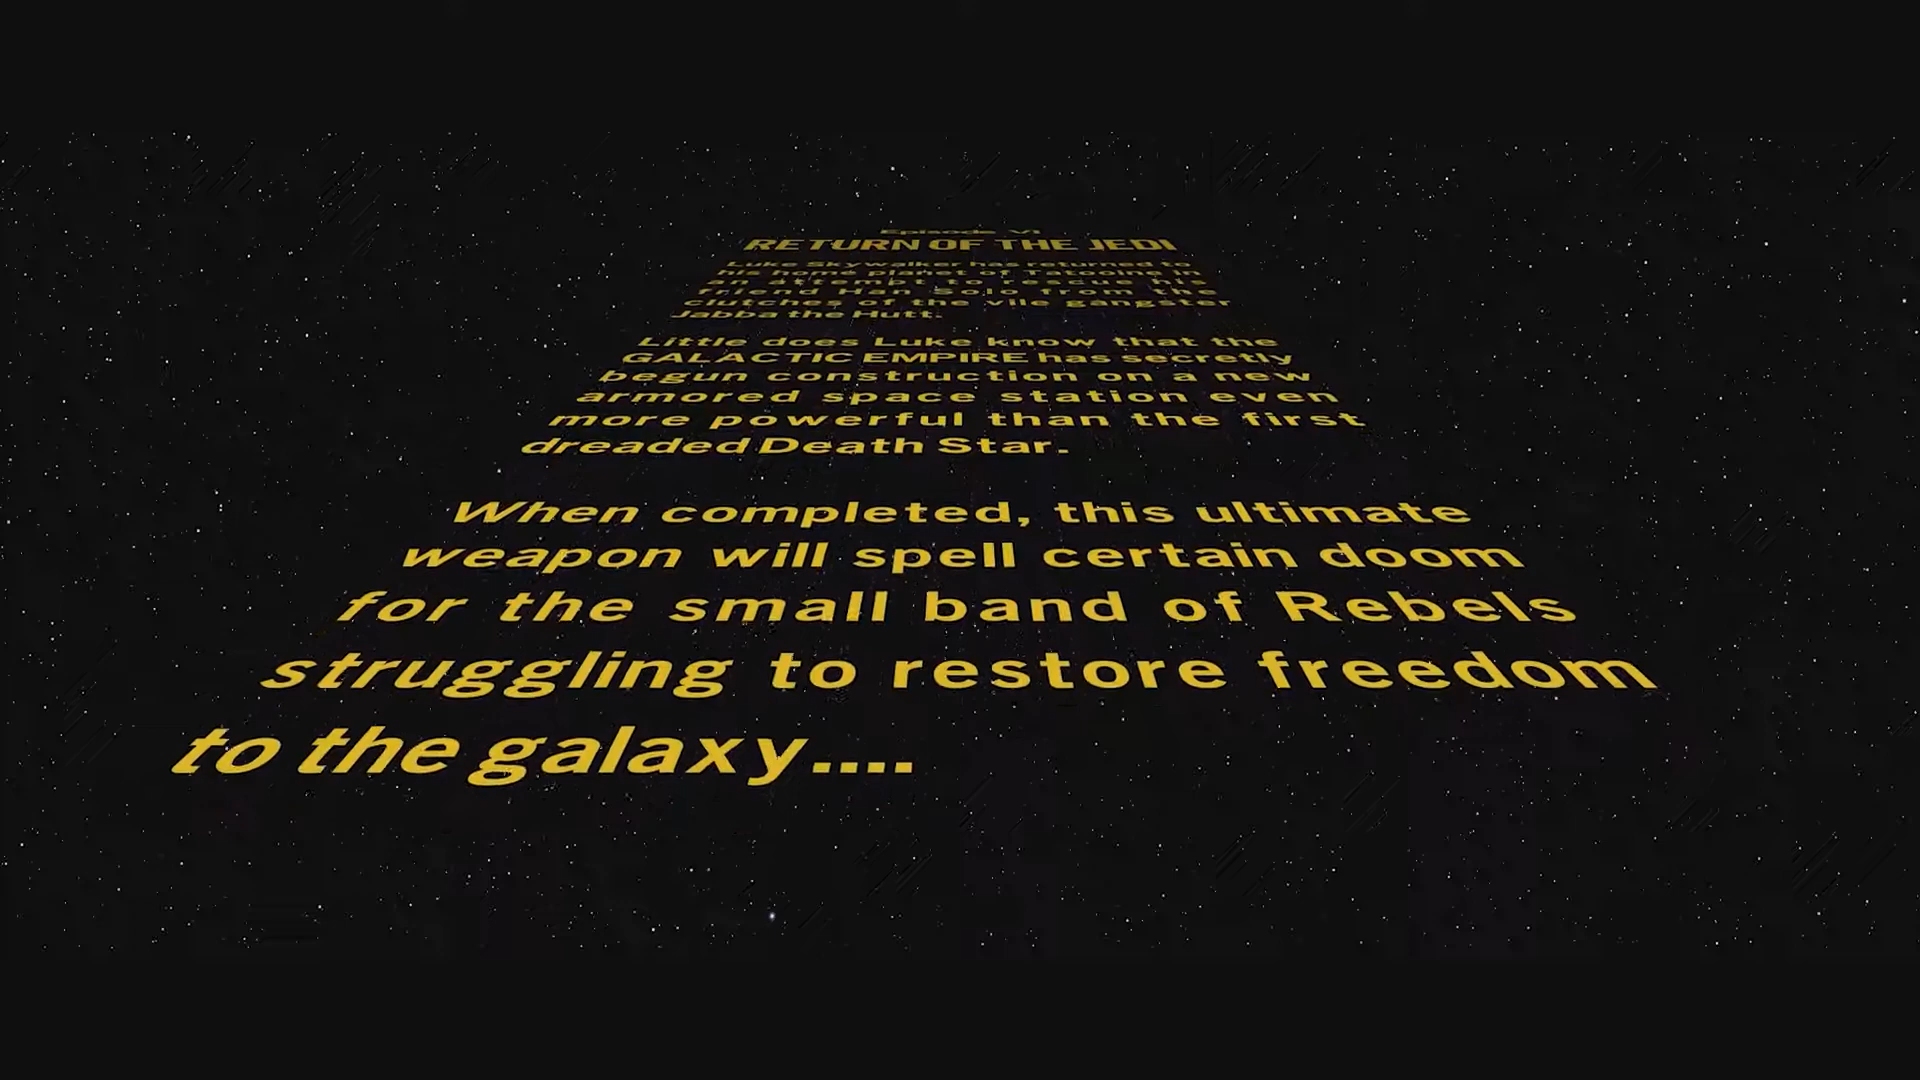 Episode VI
RETURN OF THE JEDI
Luke Skywalker has returned to
his home planet of Tatooine in
an attempt to rescue his
friend Han Solo from the
clutches of the vile gangster
Jabba the Hutt.
Little does Luke know that the
GALACTIC EMPIRE has secretly
begun construction on a new
armored space station even
more powerful than the first
dreaded Death Star.
When completed, this ultimate
weapon will spell certain doom
for the small band of Rebels
struggling to restore freedom
to the galaxy....